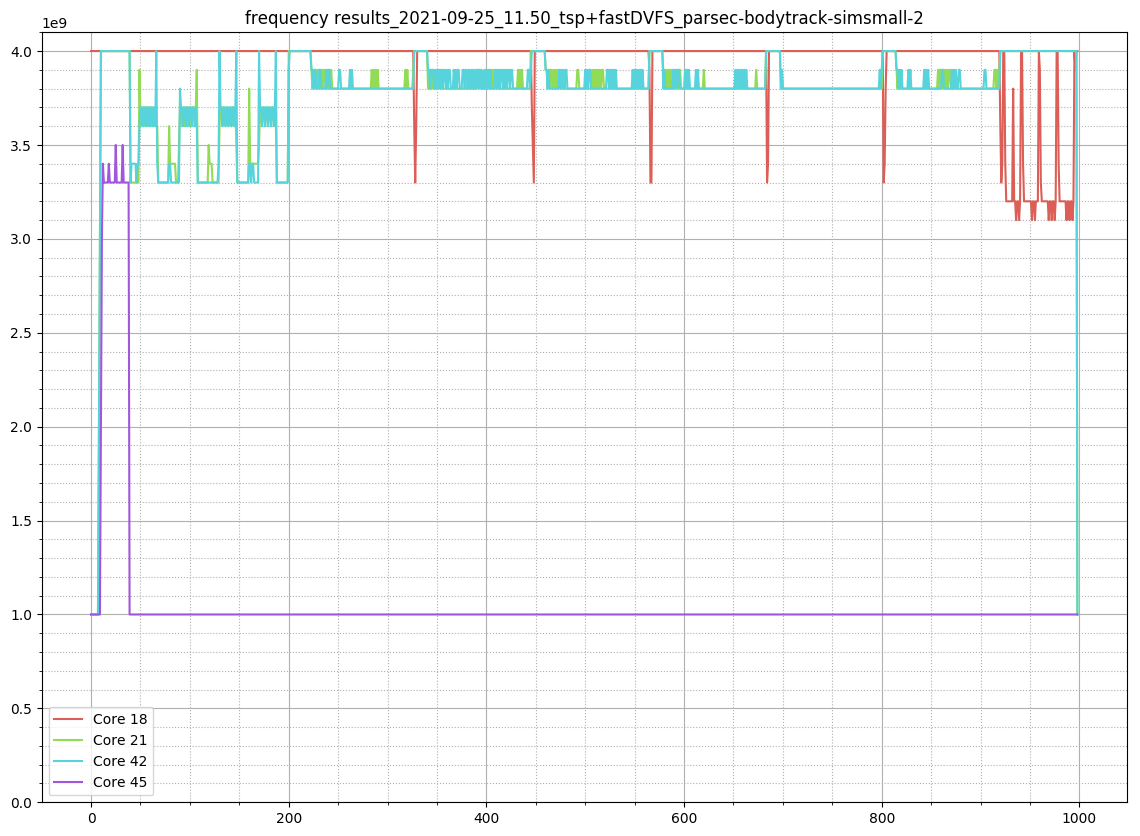 frequency results_2021-09-25_11.50_tsp+fastDVFS_parsec-bodytrack-simsmall-2
1e9
4.0
3.5
3.0
2.5
2.0
1.5
1.0
0.5
0.0
Core 18
Core 21
Core 42
Core 45
0 200 400 600 800 1000